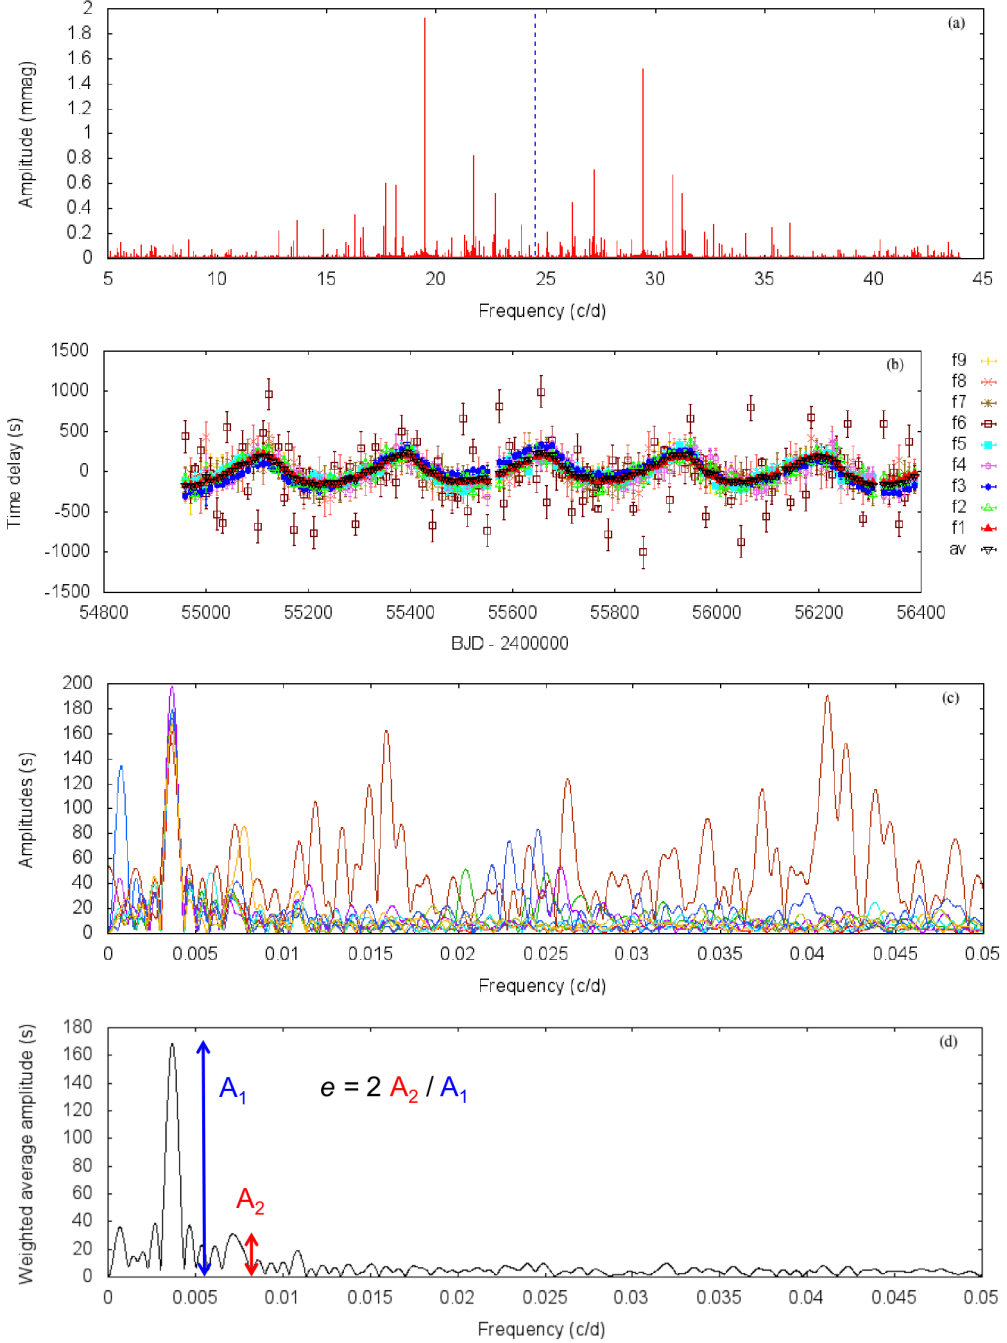 (a)
Amplitude (mmag)
2
1.8
1.6
1.4
1.2
1
0.8
0.6
0.4
0.2
0
5 10 15 20 25 30 35 40 45
Frequency (c/d)
(b)
Time delay (s)
1500
1000
500
0
-500
-1000
-1500
54800 55000 55200 55400 55600 55800 56000 56200 56400
BJD - 2400000
f9
f8
f7
f6
f5
f4
f3
f2
f1
av
(c)
Amplitudes (s)
200
180
160
140
120
100
80
60
40
20
0
0 0.005 0.01 0.015 0.02 0.025 0.03 0.035 0.04 0.045 0.05
Frequency (c/d)
(d)
Weighted average amplitude (s)
180
160
140
120
100
80
60
40
20
0
A1
e = 2 A2 / A1
A2
0 0.005 0.01 0.015 0.02 0.025 0.03 0.035 0.04 0.045 0.05
Frequency (c/d)